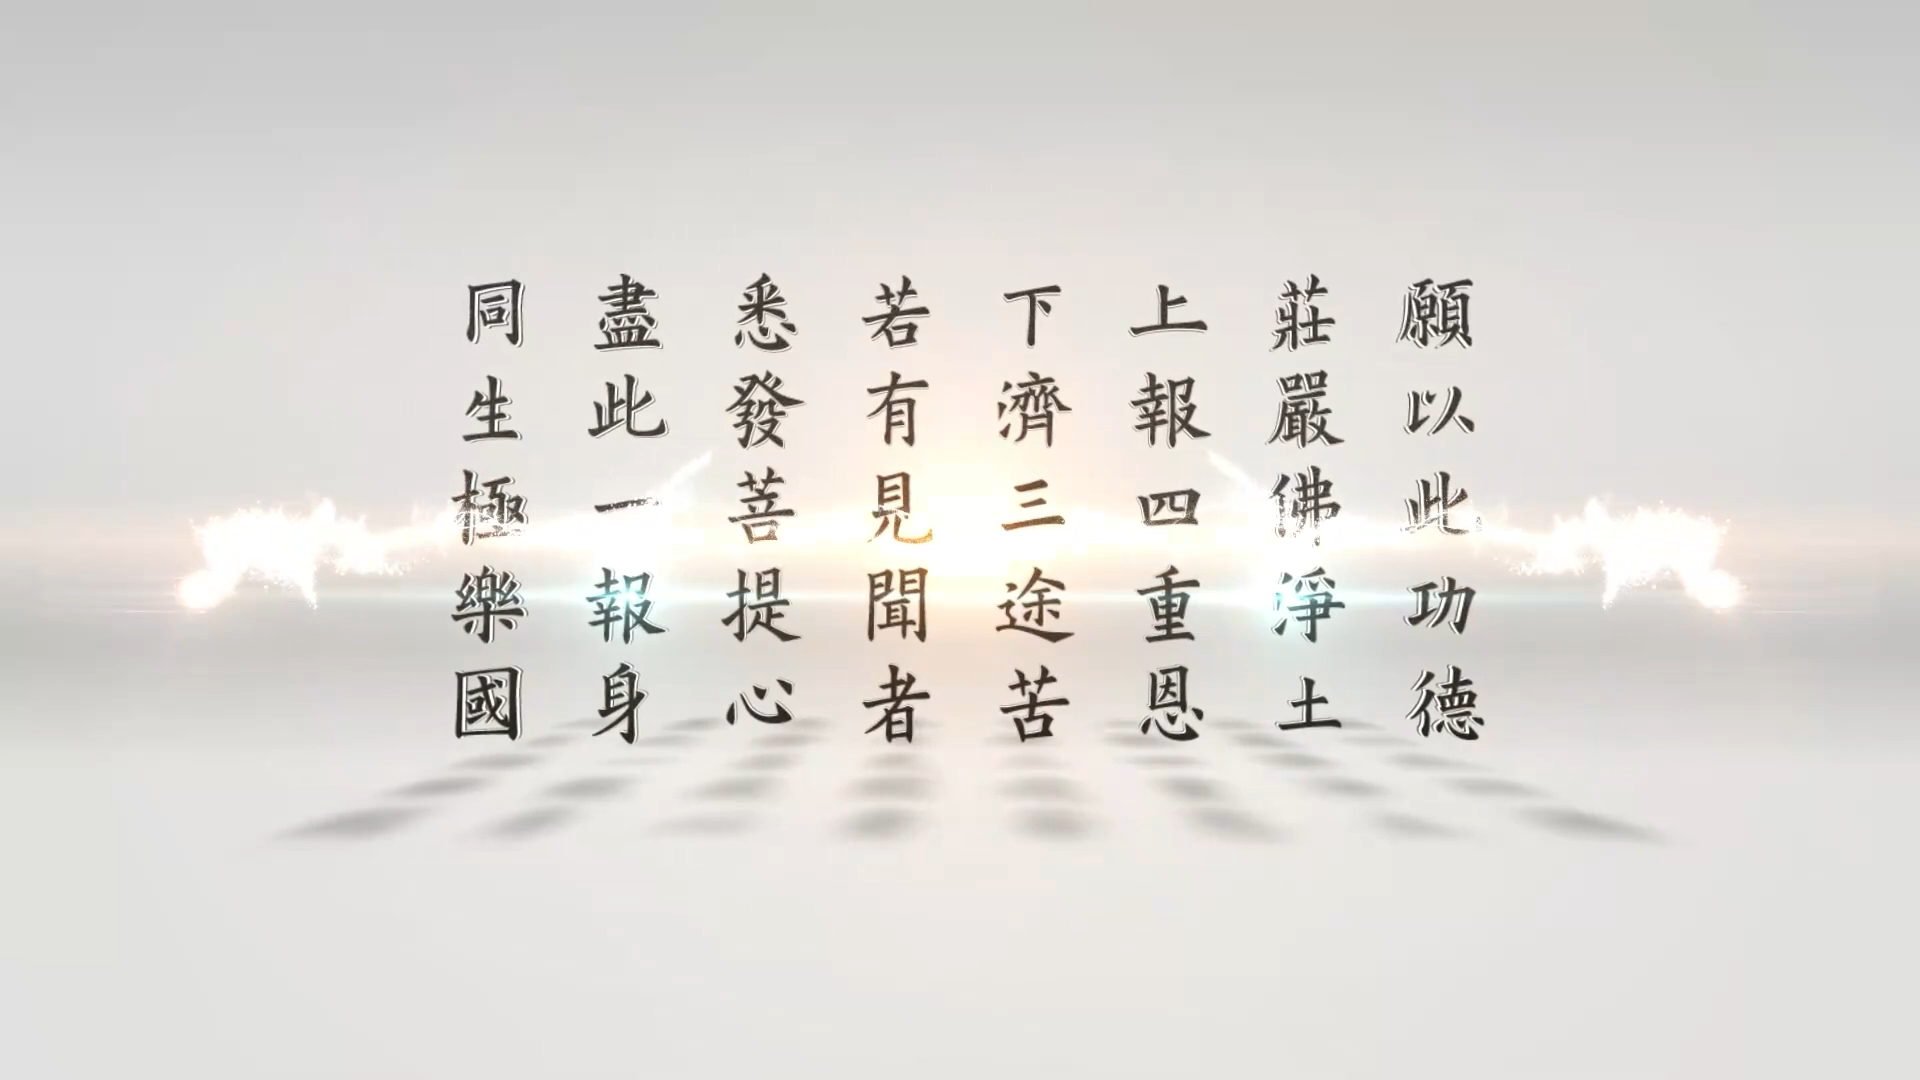 願以此功德
莊嚴佛淨土
上報四重恩
下濟三途苦
若有見聞者
悉發菩提心
盡此一報身
同生極樂國